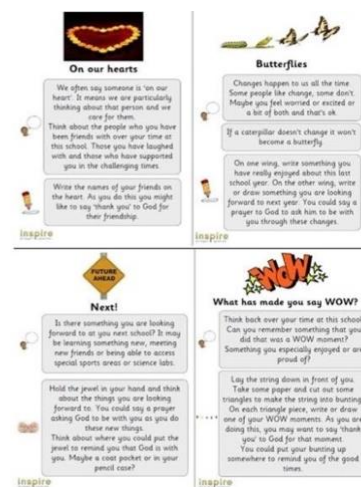 On our hearts
We often say someone is 'on our
heart'. It means we are particularly
thinking about that person and we
care for them.
Think about the people who you have
been friends with over your time at
this school. Those you have laughed
with and those who have supported
you in the challenging times.
Write the names of your friends on
the heart. As you do this you might
like to say 'thank you' to God for
their friendship.
inspire
Butterflies
Changes happen to us all the time.
Some people like change, some don't.
Maybe you feel worried or excited or
a bit of both and that's ok.
If a caterpillar doesn't change it won't
become a butterfly.
On one wing, write something you
have really enjoyed about this last
school year. On the other wing, write
or draw something you are looking
forward to next year. You could say a
prayer to God to ask him to be with
you through these changes.
inspire
FUTURE
AHEAD
Next!
Is there something you are looking
forward to at you next school? It may
be learning something new, meeting
new friends or being able to access
special sports areas or science labs.
Hold the jewel in your hand and think
about the things you are looking
forward to. You could say a prayer
asking God to be with you as you do
these new things.
Think about where you could put the
jewel to remind you that God is with
you. Maybe a coat pocket or in your
pencil case?
inspire
WOW
What has made you say WOW?
Think back over your time at this school
Can you remember something that you
did that was a WOW moment?
Something you especially enjoyed or are
proud of?
Lay the string down in front of you.
Take some paper and cut out some
triangles to make the string into bunting
On each triangle piece, write or draw
one of your WOW moments. As you are
doing this, you may want to say 'thank
you' to God for that moment.
You could put your bunting up
somewhere to remind you of the good
times.
inspire